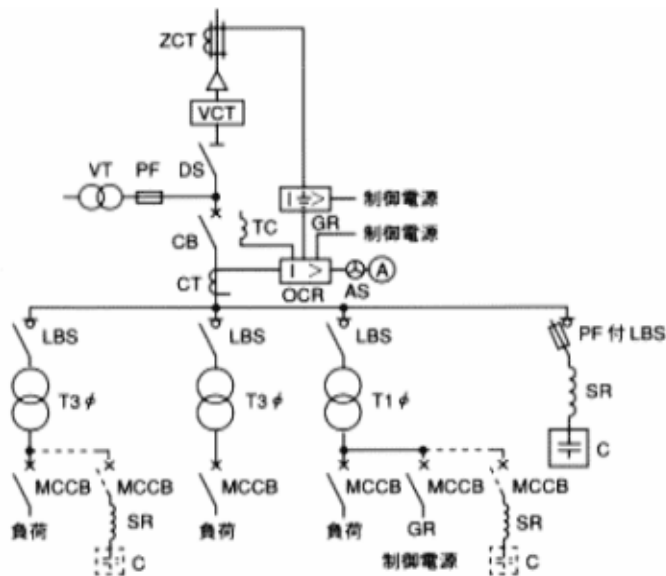 ZCT
VCT
VT PF DS
制御電源
TC GR 制御電源
CB
CT OCR AS A
LBS LBS LBS PF 付 LBS
SR
T3φ T3φ T1φ
C
MCCB MCCB MCCB MCCB MCCB MCCB
負荷 SR 負荷 負荷 GR SR
制御電源
C C